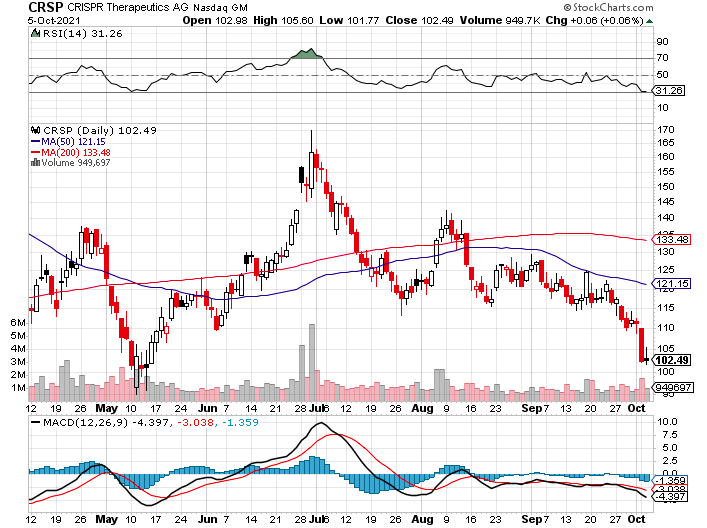 CRSP CRISPR Therapeutics AG Nasdaq GM
© StockCharts.com
5-Oct-2021
Open 102.98 High 105.60 Low 101.77 Close 102.49 Volume 949.7K Chg +0.06 (+0.06%)
RSI(14) 31.26
90
70
50
31.26
10
CRSP (Daily) 102.49
MA(50) 121.15
MA(200) 133.48
Volume 949,697
170
165
160
155
150
145
140
133.48
130
125
121.15
120
115
110
102.49
100
949697
95
6M
5M
4M
3M
2M
1M
12 19 26 May 10 17 24 Jun 7 14 21 28 Jul 6 12 19 26 Aug 9 16 23 Sep 7 13 20 27 Oct
MACD(12,26,9) -4.397, -3.038, -1.359
10.0
7.5
5.0
2.5
0.0
-1.359
-3.038
-4.397
12 19 26 May 10 17 24 Jun 7 14 21 28 Jul 6 12 19 26 Aug 9 16 23 Sep 7 13 20 27 Oct